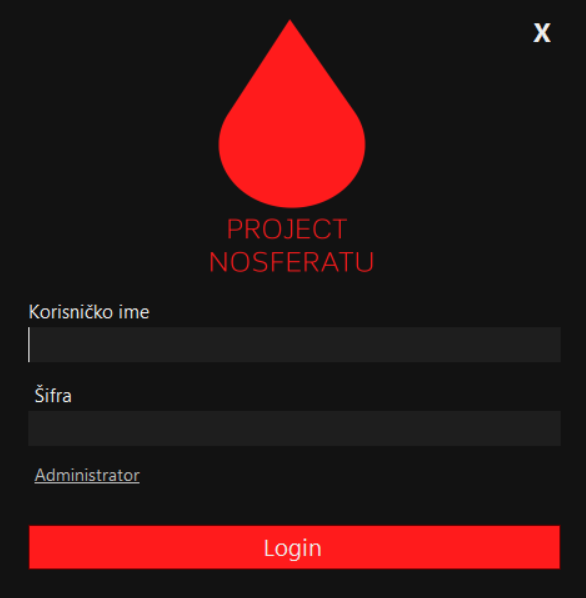 X
PROJECT
NOSFERATU
Korisničko ime
Šifra
Administrator
Login